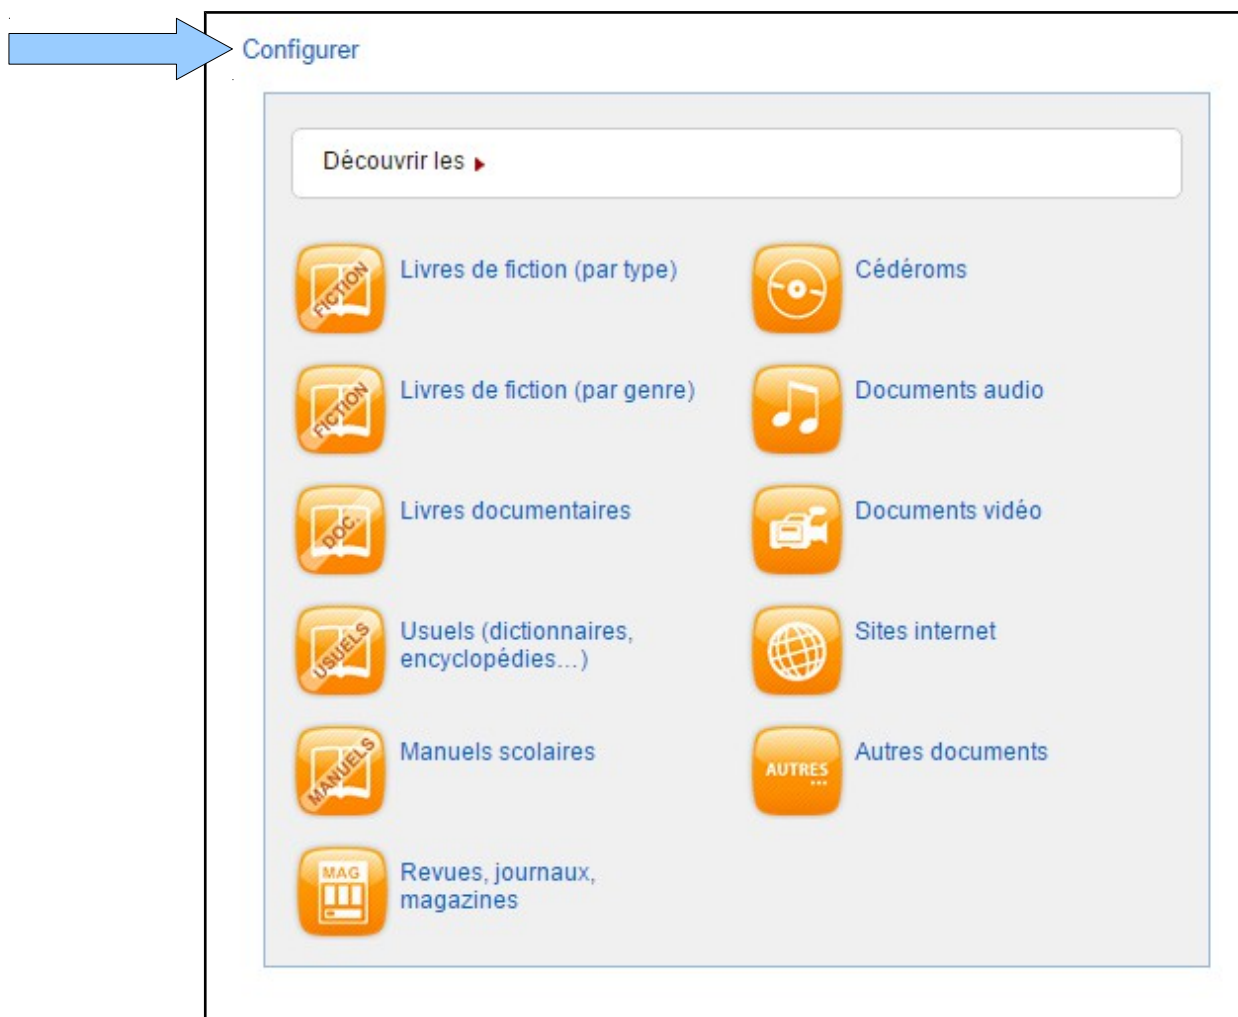 Configurer
Découvrir les
FICTION
Livres de fiction (par type)
Cédéroms
FICTION
Livres de fiction (par genre)
Documents audio
DOC.
Livres documentaires
Documents vidéo
USUELS
Usuels (dictionnaires,
encyclopédies...)
Sites internet
MANUELS
Manuels scolaires
AUTRES
...
Autres documents
MAG
Revues, journaux,
magazines